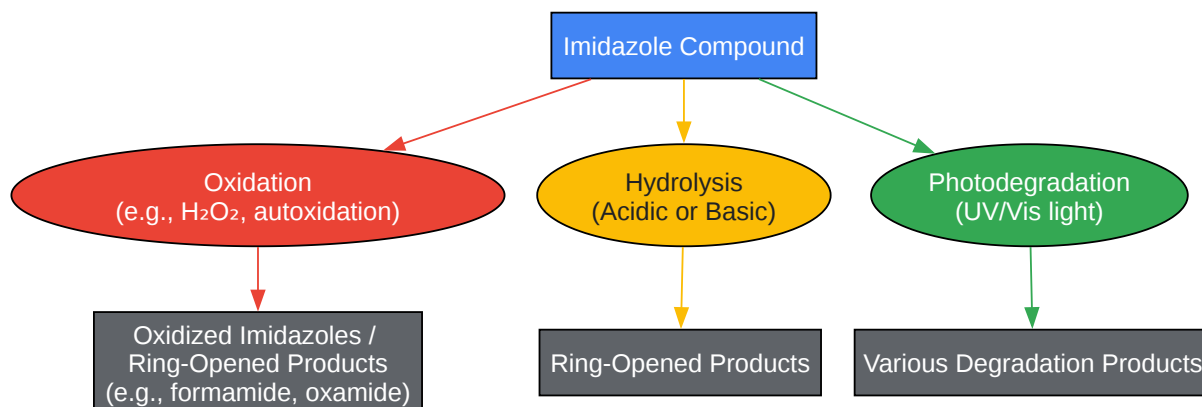 Imidazole Compound
Oxidation
(e.g., H₂O₂, autoxidation)
Hydrolysis
(Acidic or Basic)
Photodegradation
(UV/Vis light)
Oxidized Imidazoles /
Ring-Opened Products
(e.g., formamide, oxamide)
Ring-Opened Products
Various Degradation Products